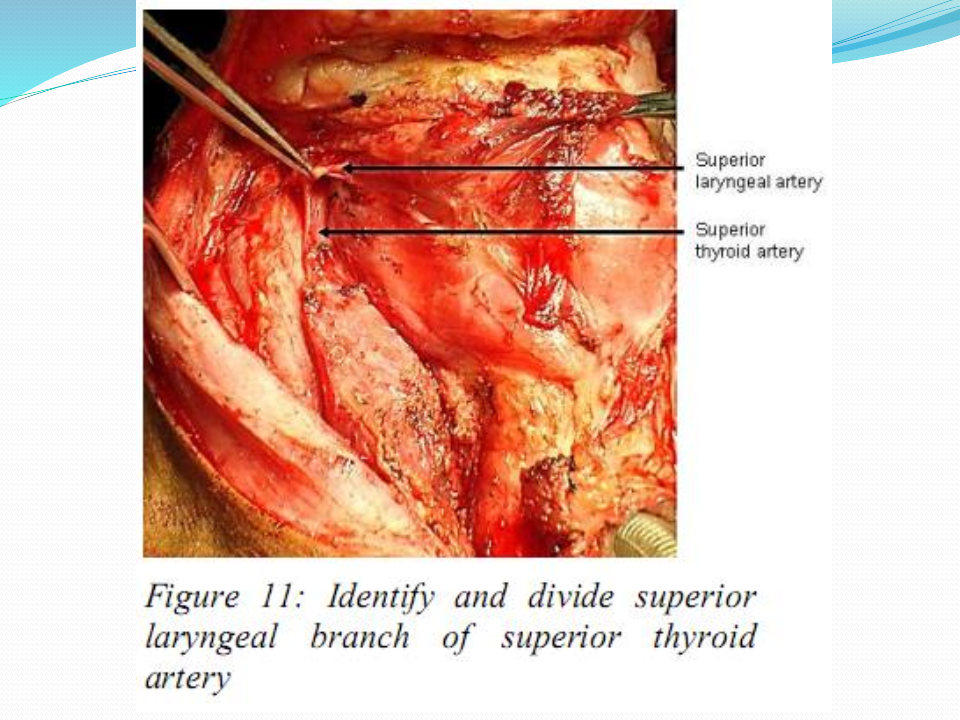 Superior
laryngeal artery
Superior
thyroid artery
Figure 11: Identify and divide superior
laryngeal branch of superior thyroid
artery